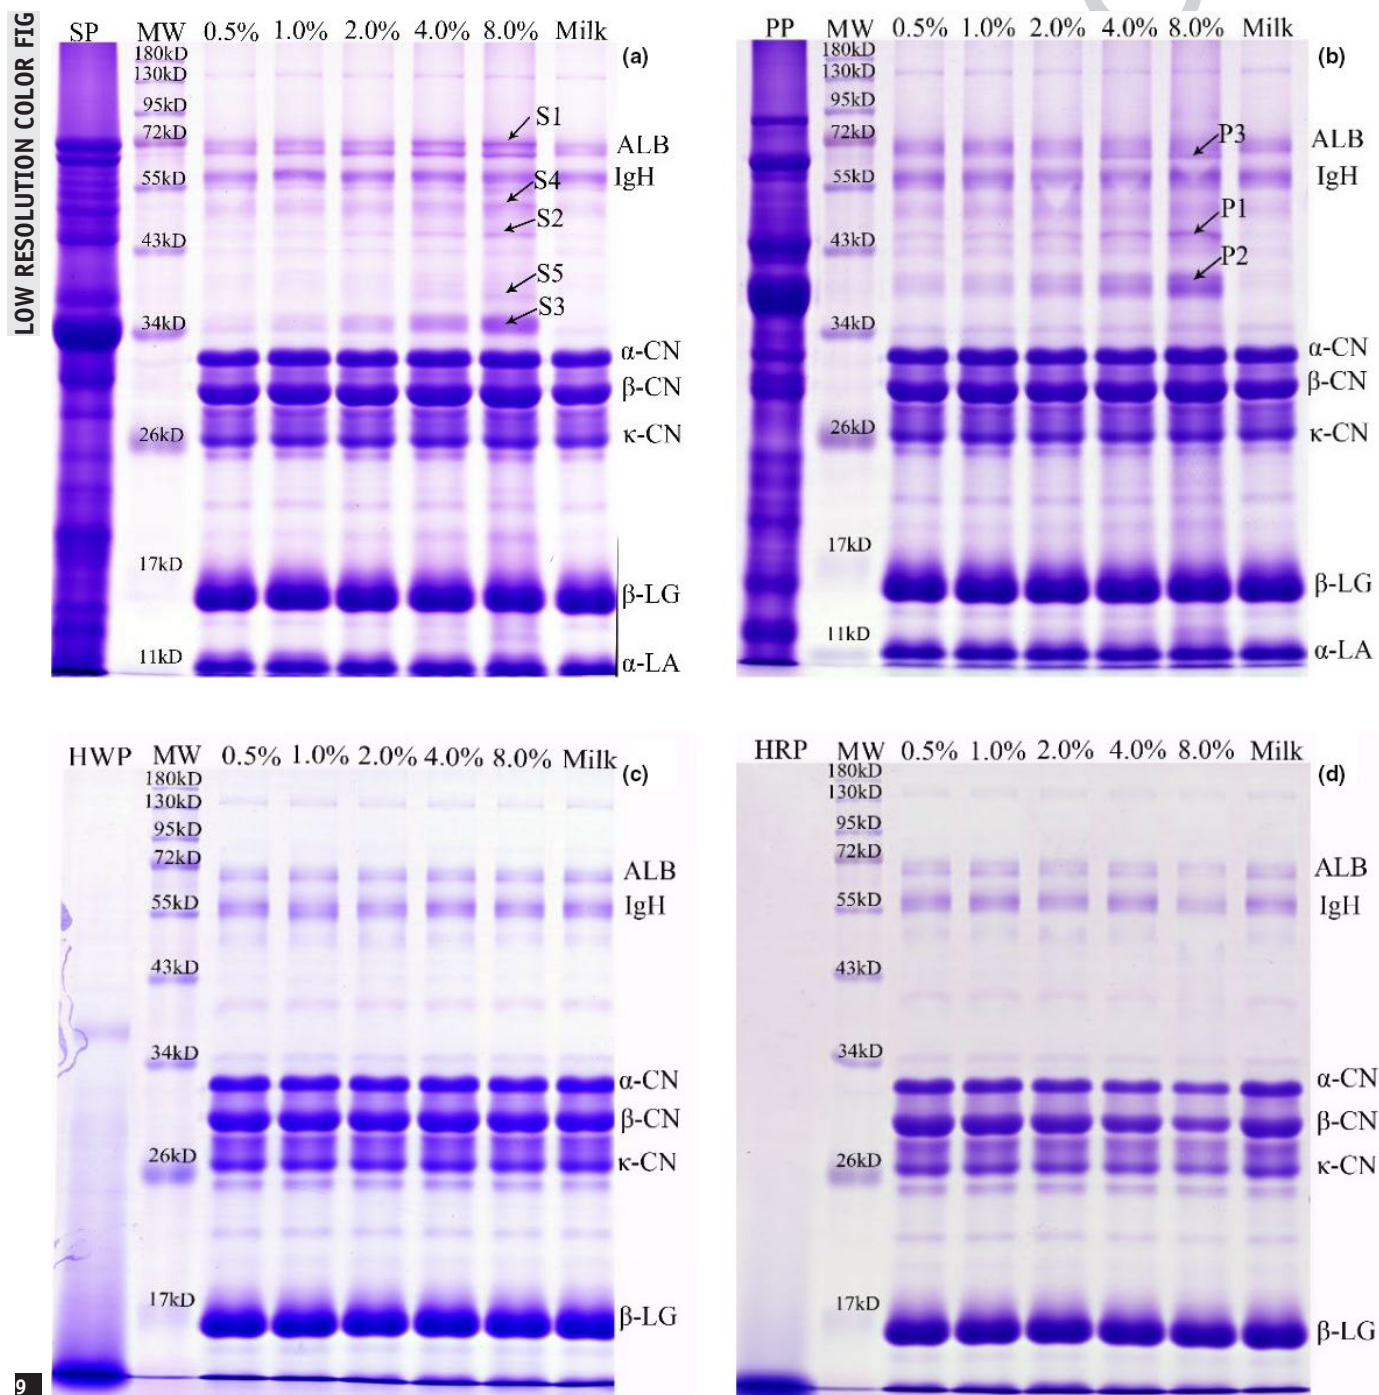 LOW RESOLUTION COLOR FIG
SP MW 0.5% 1.0% 2.0% 4.0% 8.0% Milk (a)
180kD
130kD
95kD
S1
72kD
ALB
55kD
S4
IgH
S2
43kD
S5
S3
34kD
α-CN
β-CN
26kD
κ-CN
17kD
β-LG
11kD
α-LA
PP MW 0.5% 1.0% 2.0% 4.0% 8.0% Milk (b)
180kD
130kD
95kD
72kD
P3
ALB
55kD
IgH
P1
43kD
P2
34kD
α-CN
β-CN
26kD
κ-CN
17kD
β-LG
11kD
α-LA
HWP MW 0.5% 1.0% 2.0% 4.0% 8.0% Milk (c)
180kD
130kD
95kD
72kD
ALB
55kD
IgH
43kD
34kD
α-CN
β-CN
26kD
κ-CN
17kD
β-LG
HRP MW 0.5% 1.0% 2.0% 4.0% 8.0% Milk (d)
180kD
130kD
95kD
72kD
ALB
55kD
IgH
43kD
34kD
α-CN
β-CN
26kD
κ-CN
17kD
β-LG
9